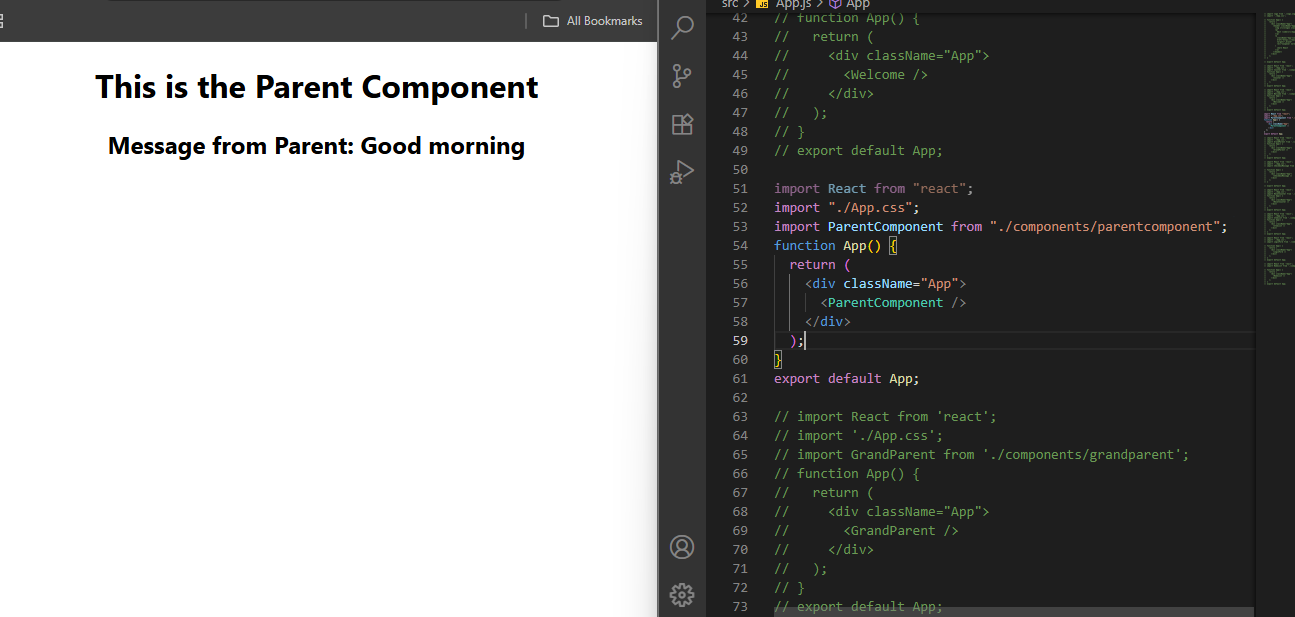 All Bookmarks
This is the Parent Component
Message from Parent: Good morning
src > JS App.js > App
42 // function App() {
43 //   return (
44 //     <div className="App">
45 //       <Welcome />
46 //     </div>
47 //   );
48 // }
49 // export default App;
50
51 import React from "react";
52 import "./App.css";
53 import ParentComponent from "./components/parentcomponent";
54 function App() {
55   return (
56     <div className="App">
57       <ParentComponent />
58     </div>
59   );
60 }
61 export default App;
62
63 // import React from 'react';
64 // import './App.css';
65 // import GrandParent from './components/grandparent';
66 // function App() {
67 //   return (
68 //     <div className="App">
69 //       <GrandParent />
70 //     </div>
71 //   );
72 // }
73 // export default App;